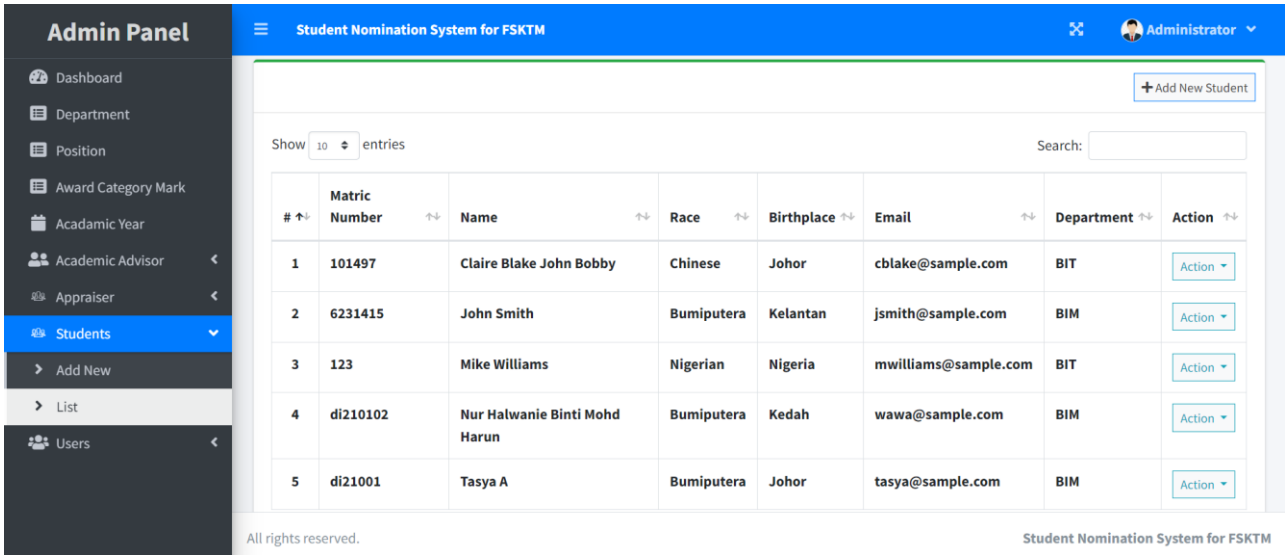 Admin Panel
Student Nomination System for FSKTM
Administrator
Dashboard
Department
Position
Award Category Mark
Acadamic Year
Academic Advisor
Appraiser
Students
Add New
List
Users
Add New Student
Show 10 entries
Search:
# Matric Number Name Race Birthplace Email Department Action
1 101497 Claire Blake John Bobby Chinese Johor cblake@sample.com BIT Action
2 6231415 John Smith Bumiputera Kelantan jsmith@sample.com BIM Action
3 123 Mike Williams Nigerian Nigeria mwilliams@sample.com BIT Action
4 di210102 Nur Halwanie Binti Mohd Harun Bumiputera Kedah wawa@sample.com BIM Action
5 di21001 Tasya A Bumiputera Johor tasya@sample.com BIM Action
All rights reserved. Student Nomination System for FSKTM